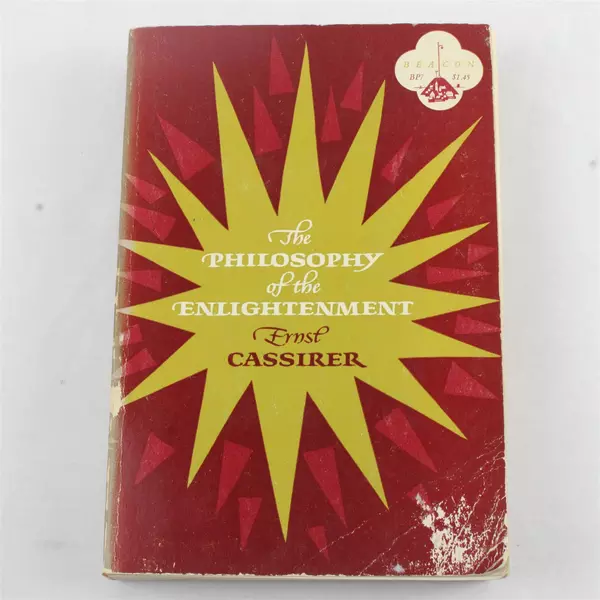 BEACON
BP7 $1.45
The
PHILOSOPHY
of the
ENLIGHTENMENT
Ernst
CASSIRER